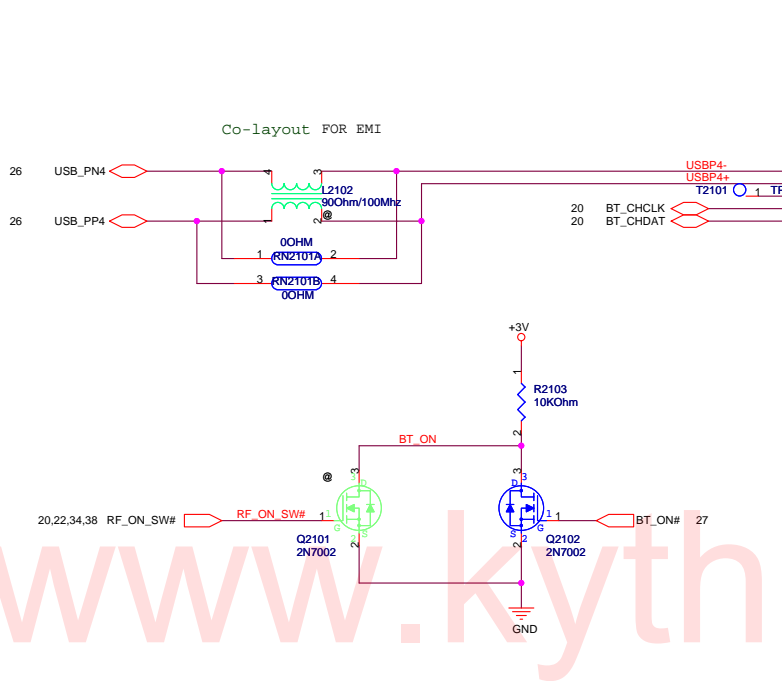 Co-layout FOR EMI
26 USB_PN4
4 3
USBP4-
USBP4+
L2102
90Ohm/100Mhz
@
T2101 1
26 USB_PP4
1 2
20 BT_CHCLK
20 BT_CHDAT
0OHM
1 RN2101A 2
3 RN2101B 4
0OHM
+3V
1
R2103
10KOhm
2
BT_ON
@
3 3
3 D D 3
20,22,34,38 RF_ON_SW# RF_ON_SW# 1 1 G S 2
1 1 G S 2 BT_ON# 27
Q2101
2N7002
2
Q2102
2N7002
2
GND
www.kyth